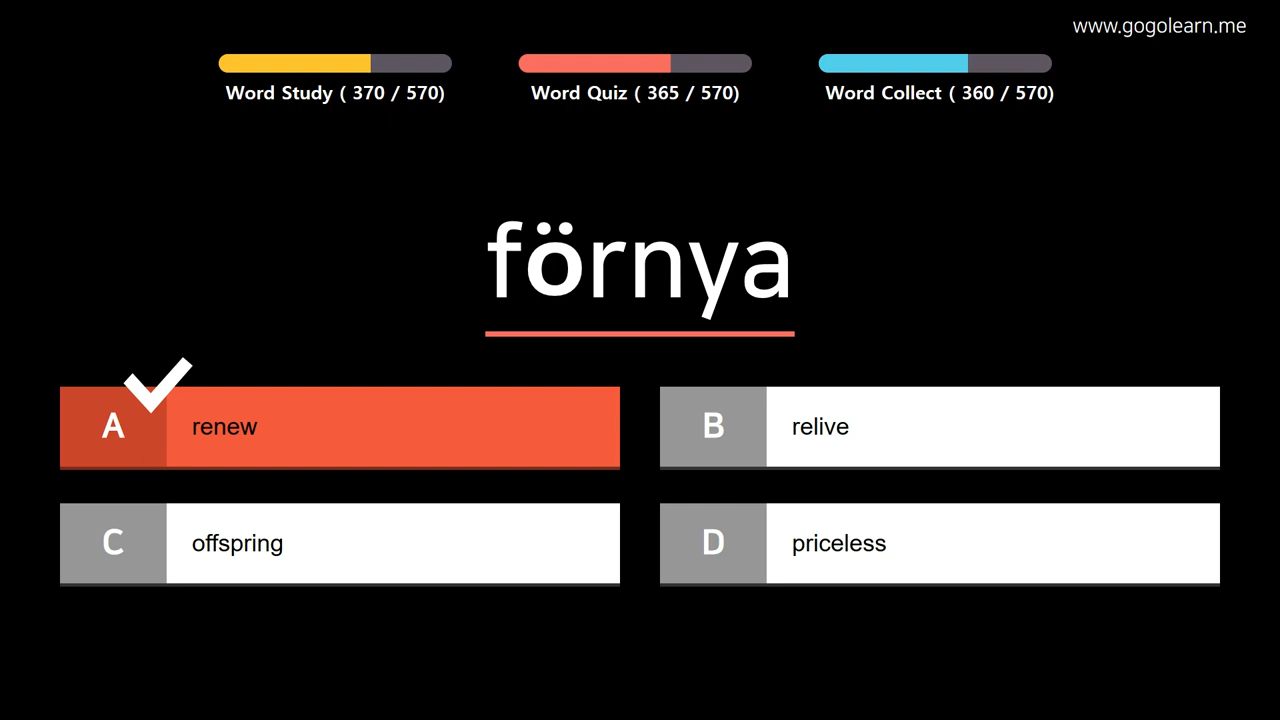 www.gogolearn.me
Word Study ( 370 / 570)
Word Quiz ( 365 / 570)
Word Collect ( 360 / 570)
förnya
A renew
B relive
C offspring
D priceless